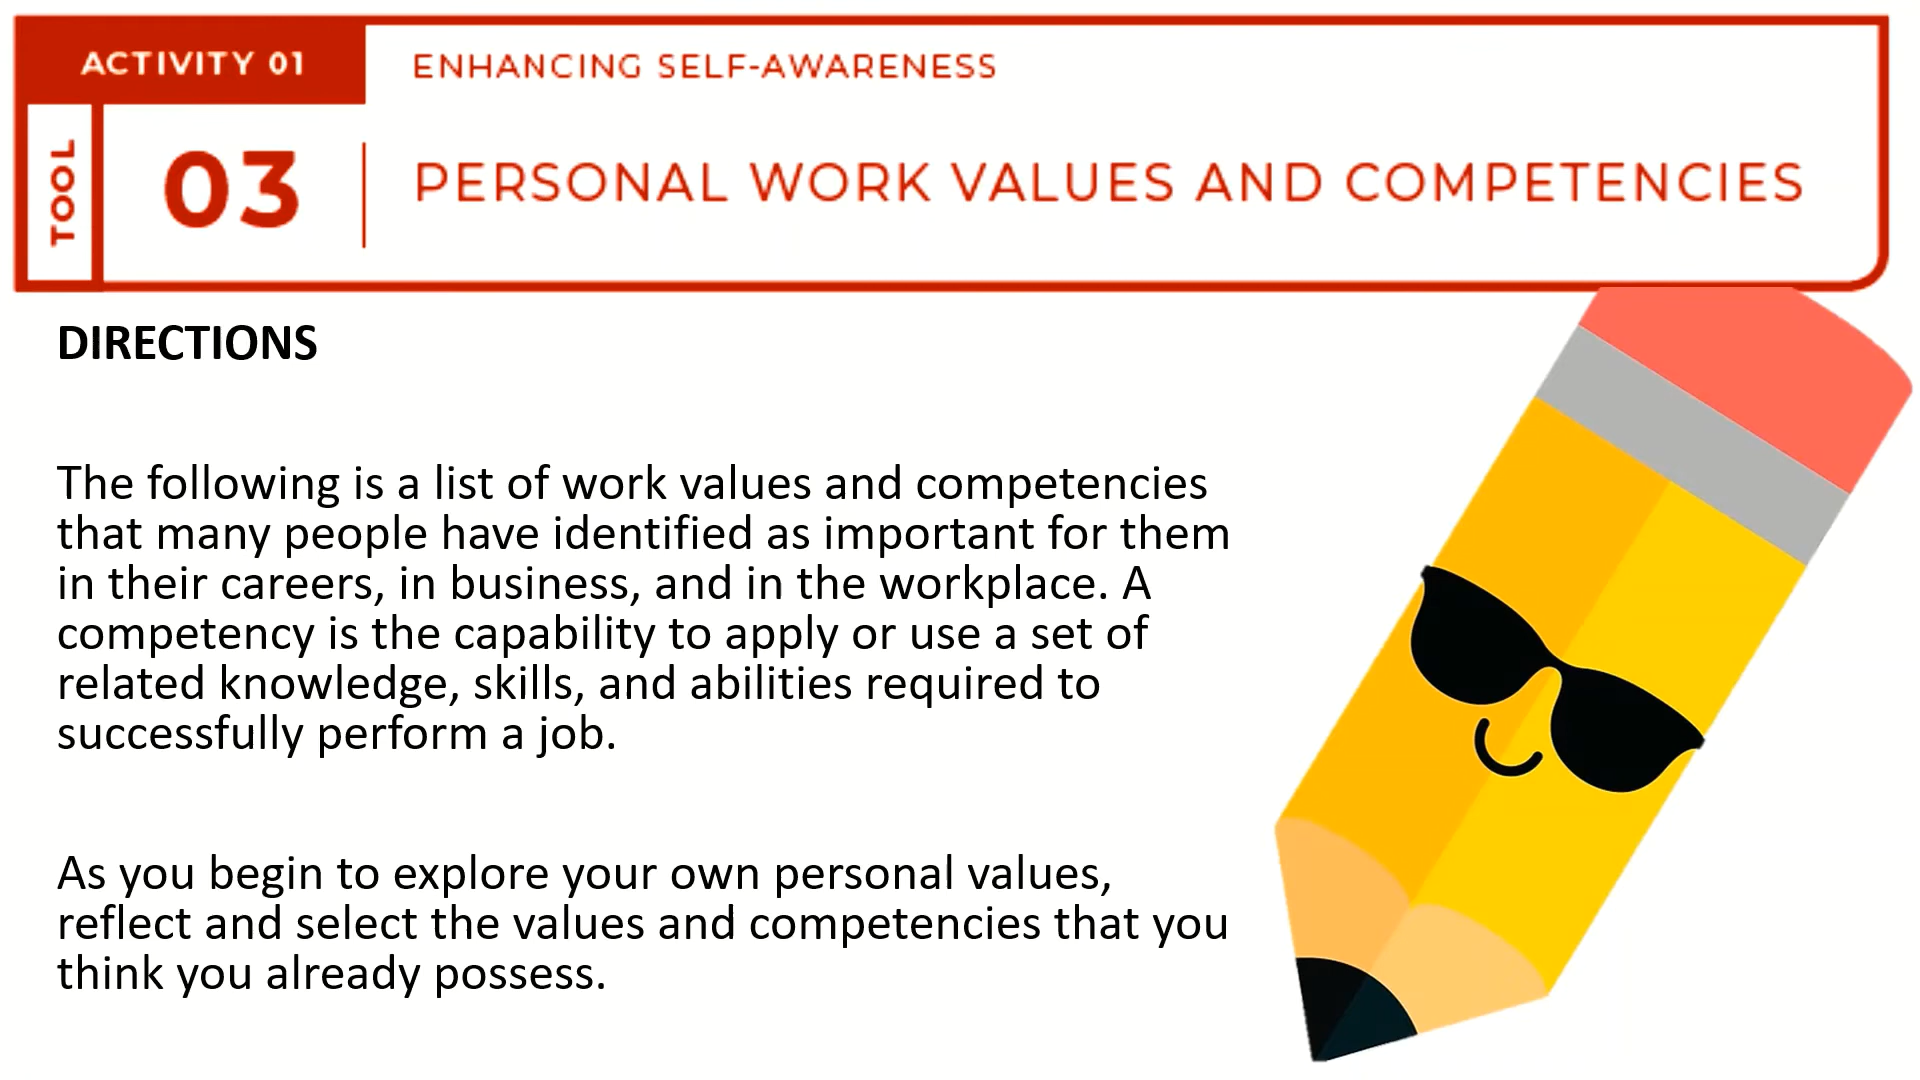 ACTIVITY 01
ENHANCING SELF-AWARENESS
TOOL
03
PERSONAL WORK VALUES AND COMPETENCIES
DIRECTIONS
The following is a list of work values and competencies
that many people have identified as important for them
in their careers, in business, and in the workplace. A
competency is the capability to apply or use a set of
related knowledge, skills, and abilities required to
successfully perform a job.
As you begin to explore your own personal values,
reflect and select the values and competencies that you
think you already possess.